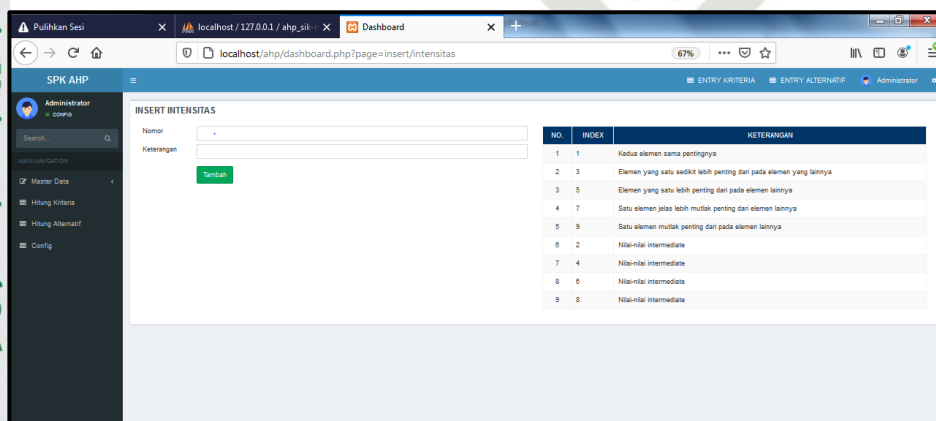 Pulihkan Sesi
localhost / 127.0.0.1 / ahp_sik-r
Dashboard
localhost/ahp/dashboard.php?page=insert/intensitas
67%
SPK AHP
ENTRY KRITERIA
ENTRY ALTERNATIF
Administrator
Administrator
CONFIG
Search...
MAIN NAVIGATION
Master Data
Hitung Kriteria
Hitung Alternatif
Config
INSERT INTENSITAS
Nomor
Keterangan
Tambah
NO. INDEX KETERANGAN
1 1 Kedua elemen sama pentingnya
2 3 Elemen yang satu sedikit lebih penting dari pada elemen yang lainnya
3 5 Elemen yang satu lebih penting dari pada elemen lainnya
4 7 Satu elemen jelas lebih mutlak penting dari elemen lainnya
5 9 Satu elemen mutlak penting dari pada elemen lainnya
6 2 Nilai-nilai intermediate
7 4 Nilai-nilai intermediate
8 6 Nilai-nilai intermediate
9 8 Nilai-nilai intermediate